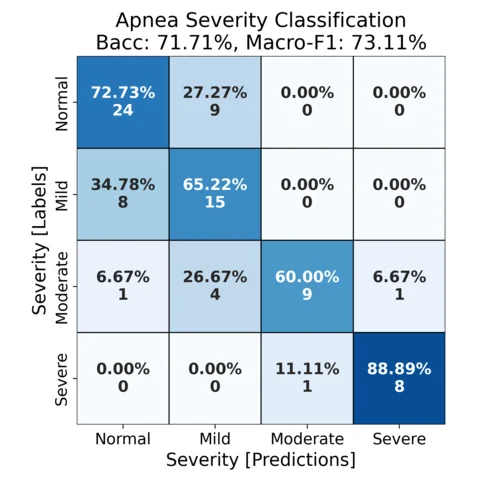 Apnea Severity Classification
Bacc: 71.71%, Macro-F1: 73.11%
Severity [Labels]
Normal
72.73%
24
27.27%
9
0.00%
0
0.00%
0
Mild
34.78%
8
65.22%
15
0.00%
0
0.00%
0
Moderate
6.67%
1
26.67%
4
60.00%
9
6.67%
1
Severe
0.00%
0
0.00%
0
11.11%
1
88.89%
8
Normal
Mild
Moderate
Severe
Severity [Predictions]